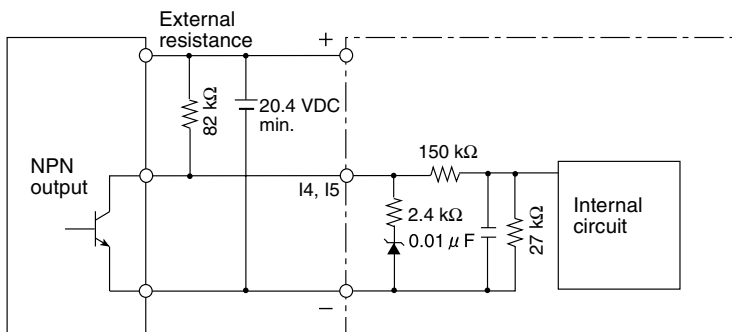 External
resistance
+
82 kΩ
20.4 VDC
min.
150 kΩ
NPN
output
I4, I5
2.4 kΩ
0.01 μ F
27 kΩ
Internal
circuit
−